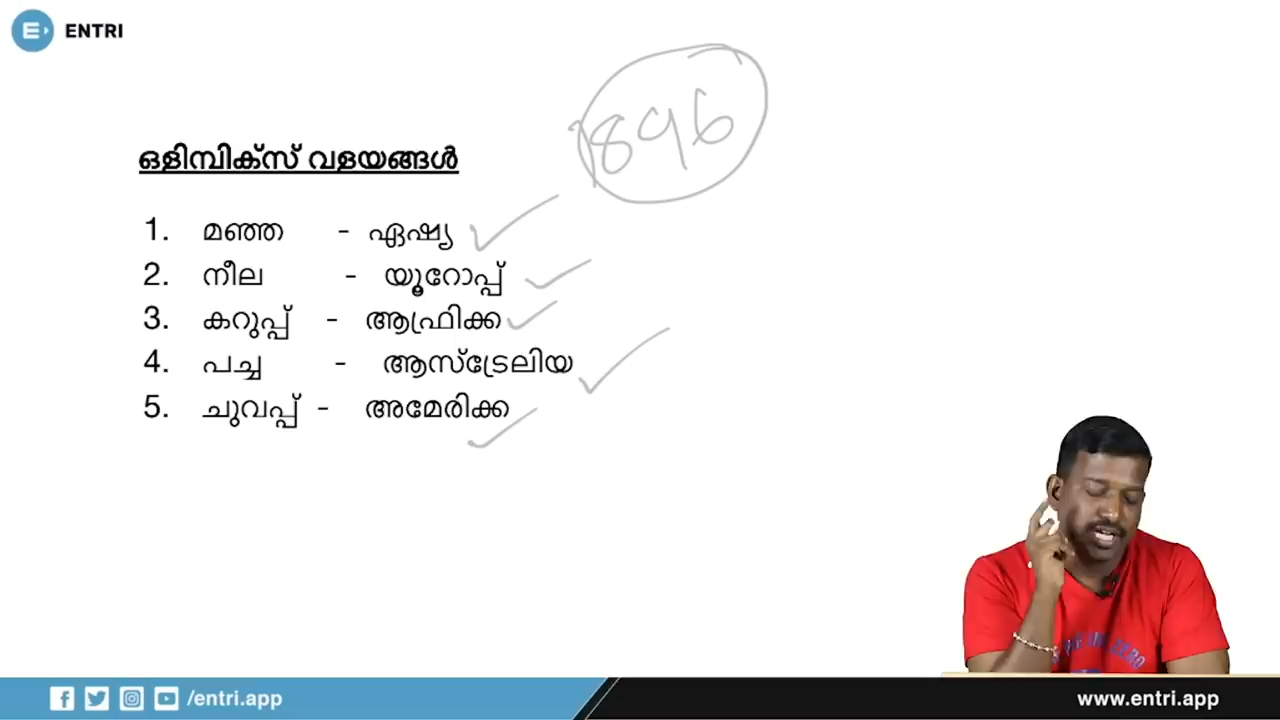 ENTRI
1896
ഒളിമ്പിക്സ് വളയങ്ങൾ
1. മഞ്ഞ - ഏഷ്യ
2. നീല - യൂറോപ്പ്
3. കറുപ്പ് - ആഫ്രിക്ക
4. പച്ച - ആസ്ട്രേലിയ
5. ചുവപ്പ് - അമേരിക്ക
/entri.app
www.entri.app